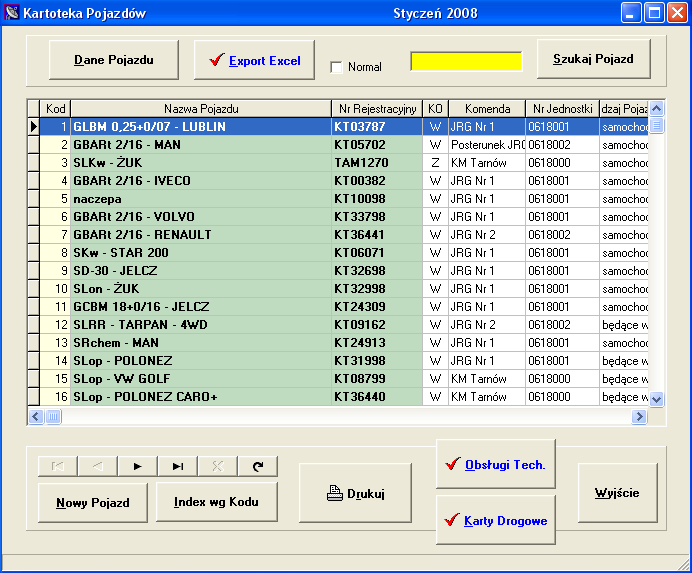 Kartoteka Pojazdów Styczeń 2008
Dane Pojazdu Export Excel Normal Szukaj Pojazd
Kod Nazwa Pojazdu Nr Rejestracyjny KO Komenda Nr Jednostki dzaj Pojaz
1 GLBM 0,25+0/07 - LUBLIN KT03787 W JRG Nr 1 0618001 samochod
2 GBARt 2/16 - MAN KT05702 W Posterunek JRG 0618002 samochod
3 SLKw - ŻUK TAM1270 Z KM Tarnów 0618000 samochod
4 GBARt 2/16 - IVECO KT00382 W JRG Nr 1 0618001 samochod
5 naczepa KT10098 W JRG Nr 1 0618001 samochod
6 GBARt 2/16 - VOLVO KT33798 W JRG Nr 1 0618001 samochod
7 GBARt 2/16 - RENAULT KT36441 W JRG Nr 2 0618002 samochod
8 SKw - STAR 200 KT06071 W JRG Nr 1 0618001 samochod
9 SD-30 - JELCZ KT32698 W JRG Nr 1 0618001 samochod
10 SLon - ŻUK KT32998 W JRG Nr 1 0618001 samochod
11 GCBM 18+0/16 - JELCZ KT24309 W JRG Nr 1 0618001 samochod
12 SLRR - TARPAN - 4WD KT09162 W JRG Nr 2 0618002 będące w
13 SRchem - MAN KT24913 W JRG Nr 1 0618001 samochod
14 SLop - POLONEZ KT31998 W JRG Nr 1 0618001 będące w
15 SLop - VW GOLF KT08799 W KM Tarnów 0618000 będące w
16 SLop - POLONEZ CARO+ KT36440 W KM Tarnów 0618000 będące w
Nowy Pojazd Index wg Kodu Drukuj Obsługi Tech. Karty Drogowe Wyjście